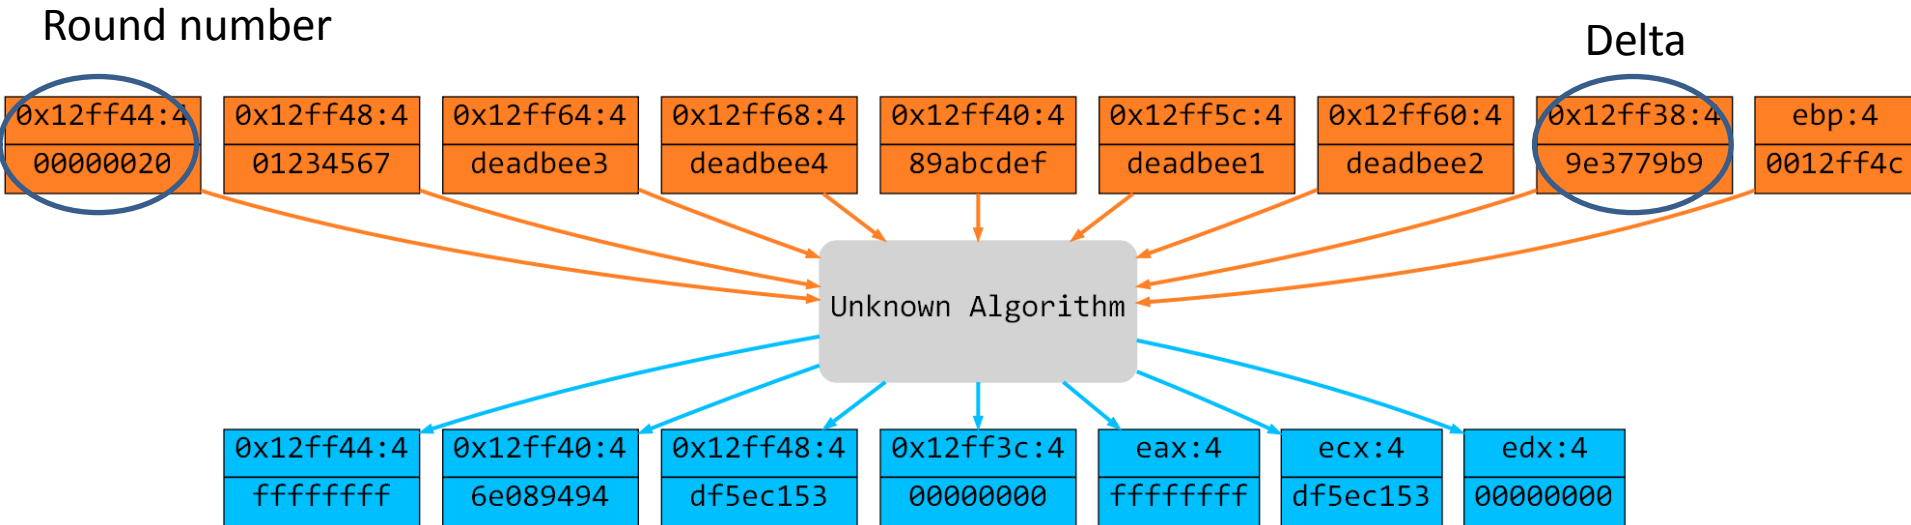 Round number
Delta
0x12ff44:4 0x12ff48:4 0x12ff64:4 0x12ff68:4 0x12ff40:4 0x12ff5c:4 0x12ff60:4 0x12ff38:4 ebp:4
00000020 01234567 deadbee3 deadbee4 89abcdef deadbee1 deadbee2 9e3779b9 0012ff4c
Unknown Algorithm
0x12ff44:4 0x12ff40:4 0x12ff48:4 0x12ff3c:4 eax:4 ecx:4 edx:4
ffffffff 6e089494 df5ec153 00000000 ffffffff df5ec153 00000000